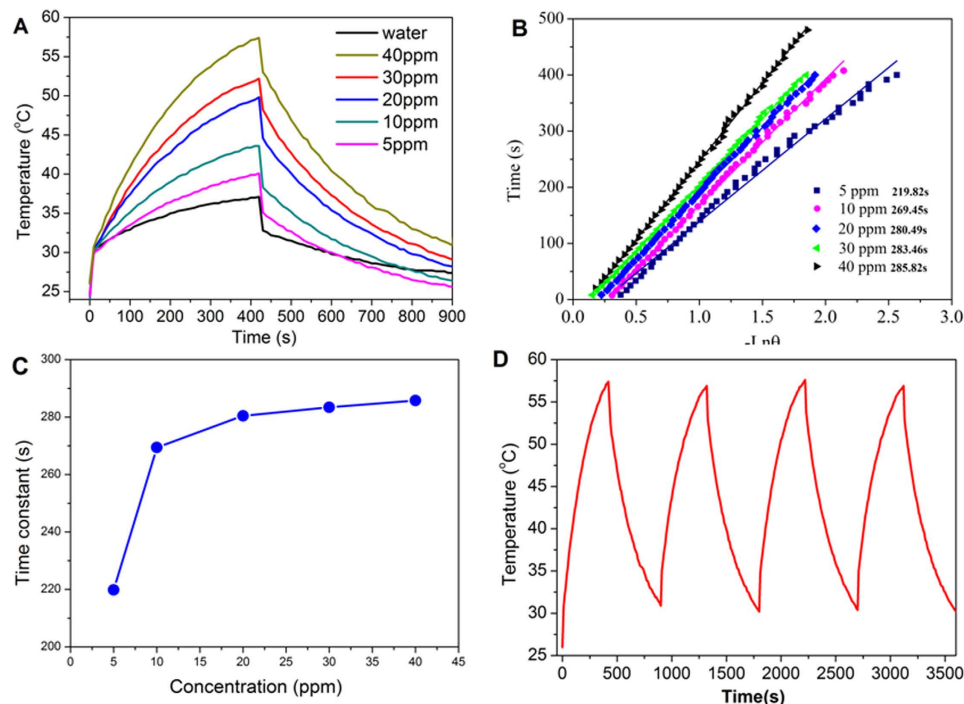 A
Temperature (°C)
60
55
50
45
40
35
30
25
water
40ppm
30ppm
20ppm
10ppm
5ppm
0 100 200 300 400 500 600 700 800 900
Time (s)
B
Time (s)
500
400
300
200
100
0
5 ppm 219.82s
10 ppm 269.45s
20 ppm 280.49s
30 ppm 283.46s
40 ppm 285.82s
0.0 0.5 1.0 1.5 2.0 2.5 3.0
-Lnθ
C
Time constant (s)
300
280
260
240
220
200
0 5 10 15 20 25 30 35 40 45
Concentration (ppm)
D
Temperature (°C)
60
55
50
45
40
35
30
25
0 500 1000 1500 2000 2500 3000 3500
Time(s)